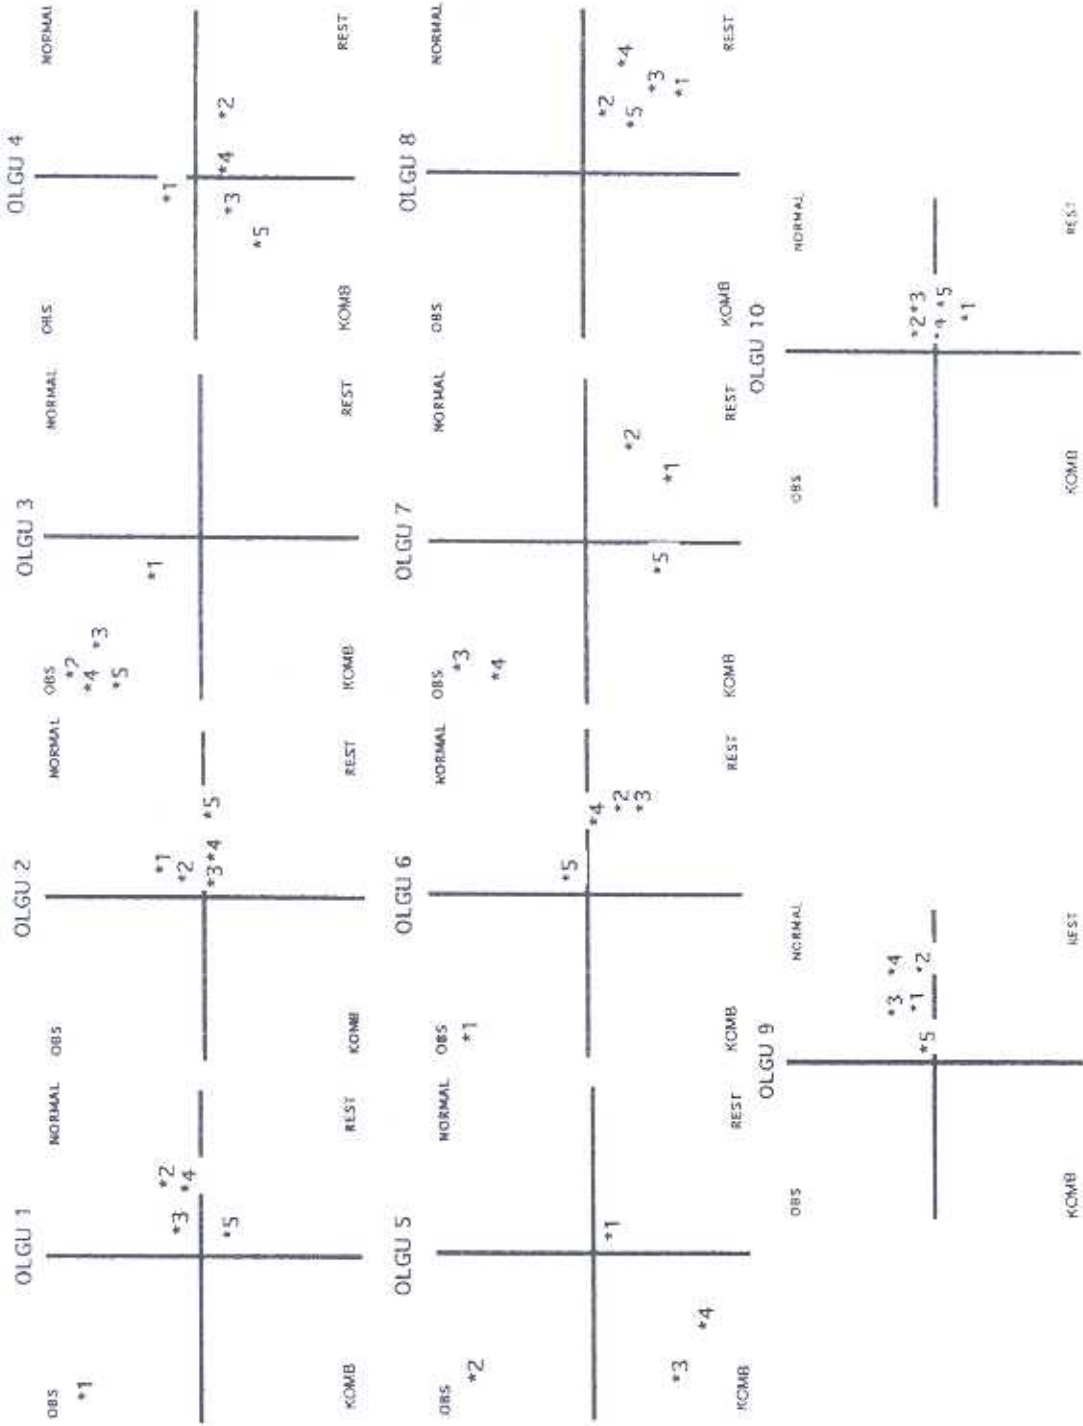 OLGU 1
OBS NORMAL
*1
*2
*3 *4
*5
KOMB REST
OLGU 2
OBS NORMAL
*1
*2
*3*4 *5
KOMB REST
OLGU 3
OBS NORMAL
*2
*4 *3
*5
*1
KOMB REST
OLGU 4
OBS NORMAL
*1
*3 *4 *2
*5
KOMB REST
OLGU 5
OBS NORMAL
*2
*1
*3
*4
KOMB REST
OLGU 6
OBS NORMAL
*1
*5
*4
*2
*3
KOMB REST
OLGU 7
OBS NORMAL
*3
*4
*2
*5 *1
KOMB REST
OLGU 8
OBS NORMAL
*2 *4
*5
*3
*1
KOMB REST
OLGU 9
OBS NORMAL
*3 *4
*1 *2
*5
KOMB REST
OLGU 10
OBS NORMAL
*2*3
*5
*1
KOMB REST